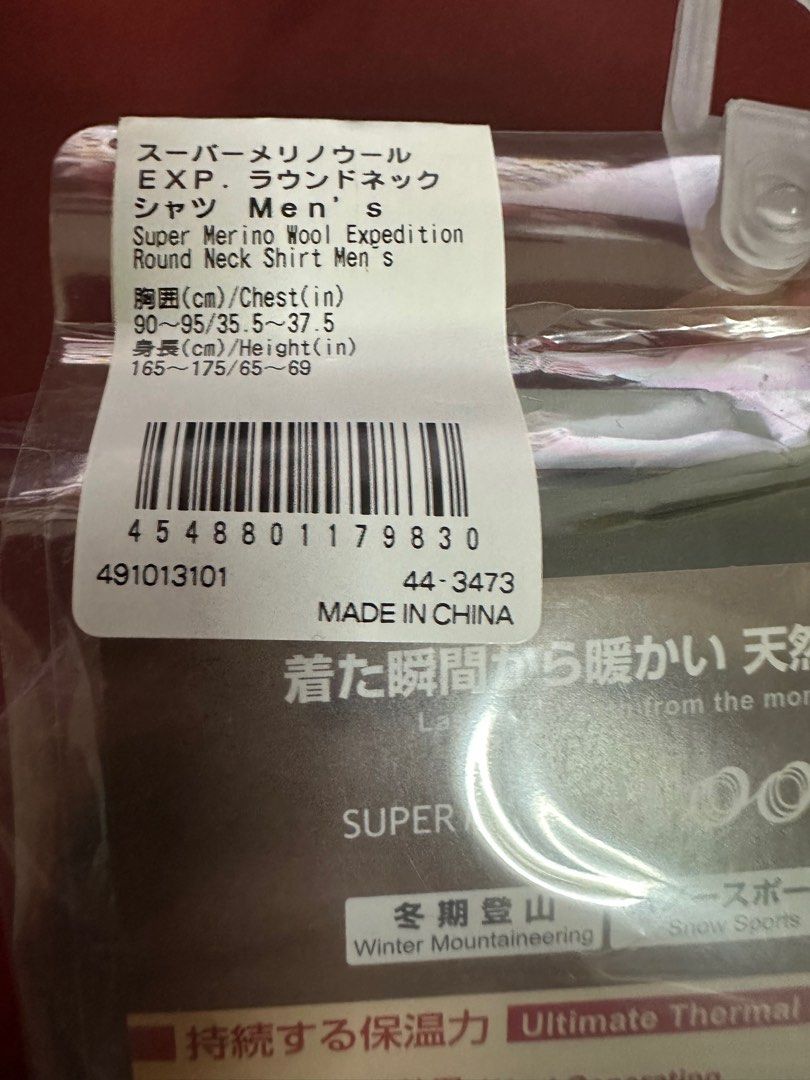 スーパーメリノウール
EXP. ラウンドネック
シャツ Men's
Super Merino Wool Expedition
Round Neck Shirt Men's
胸囲(cm)/Chest(in)
90～95/35.5～37.5
身長(cm)/Height(in)
165～175/65～69
4548801179830
491013101
44-3473
MADE IN CHINA
着た瞬間から暖かい 天然
from the
SUPER
冬期登山
Winter Mountaineering
Snow Sports
持続する保温力 Ultimate Thermal